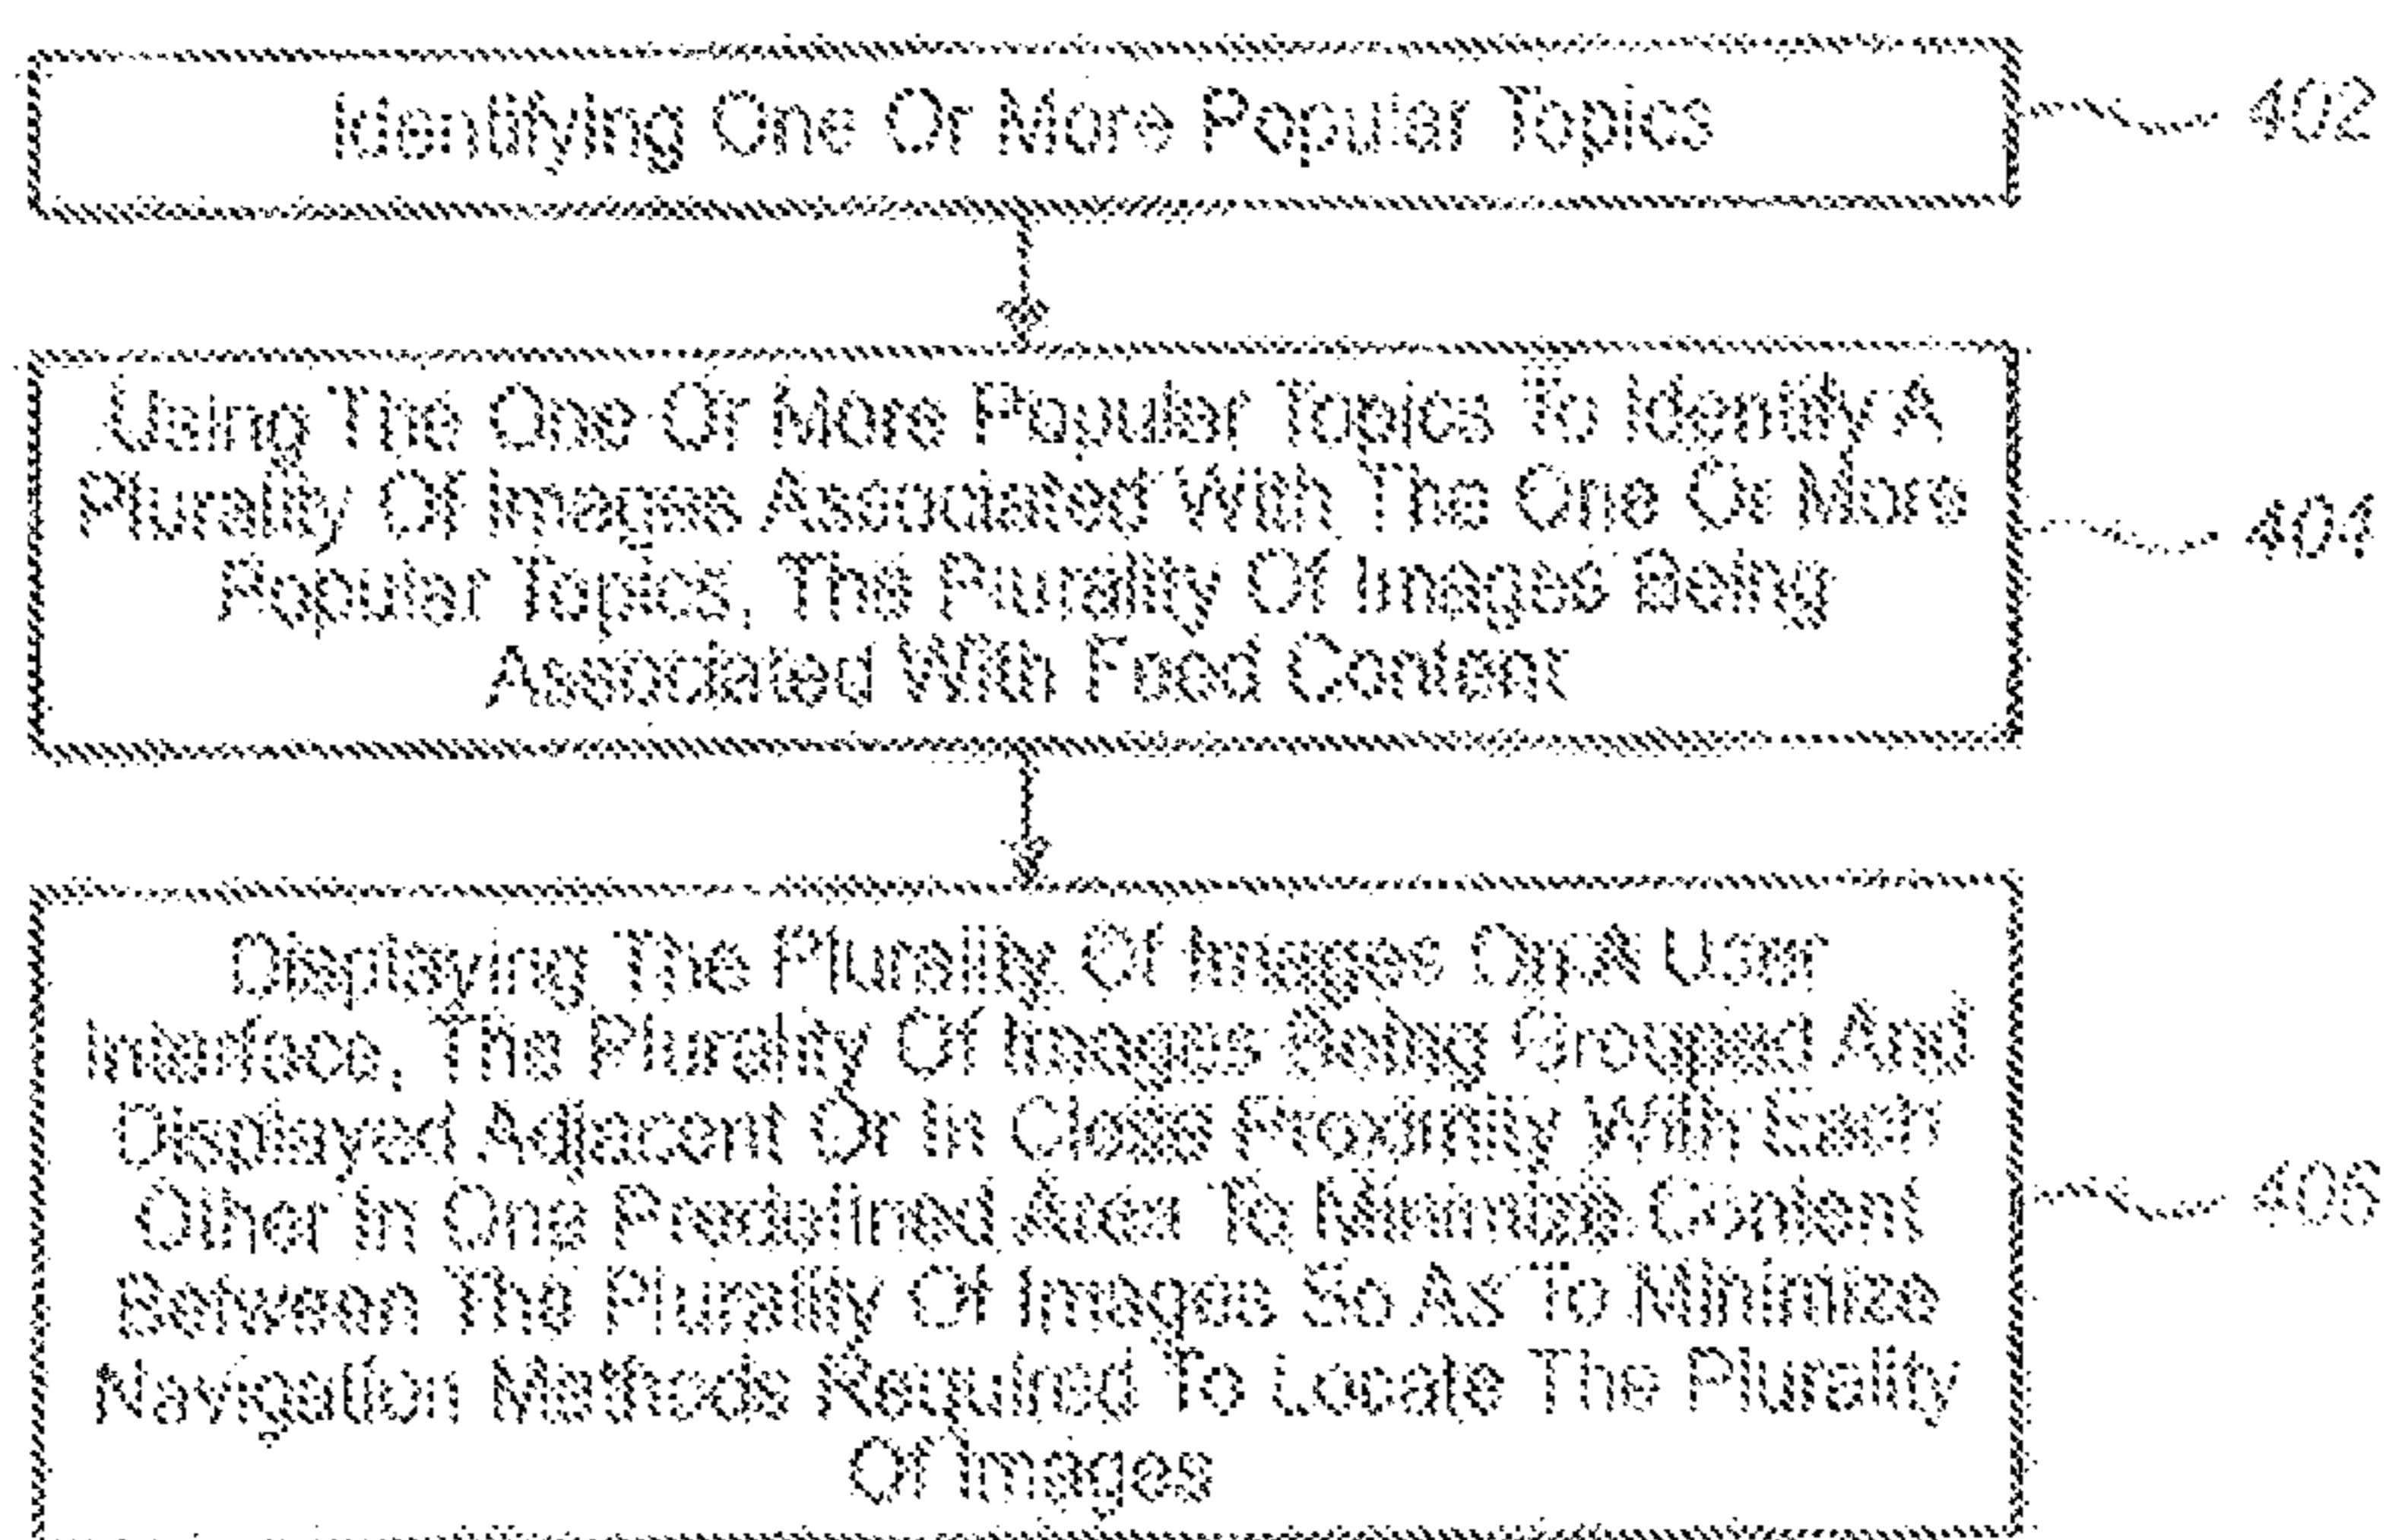 Identifying One Or More Popular Topics
402
Using The One Or More Popular Topics To Identify A
Plurality Of Images Associated With The One Or More
Popular Topics, The Plurality Of Images Being
Associated With Feed Content
404
Displaying The Plurality Of Images On A User
Interface, The Plurality Of Images Being Grouped And
Displayed Adjacent Or In Close Proximity With Each
Other In One Predefined Area To Minimize Content
Between The Plurality Of Images So As To Minimize
Navigation Methods Required To Locate The Plurality
Of Images
406